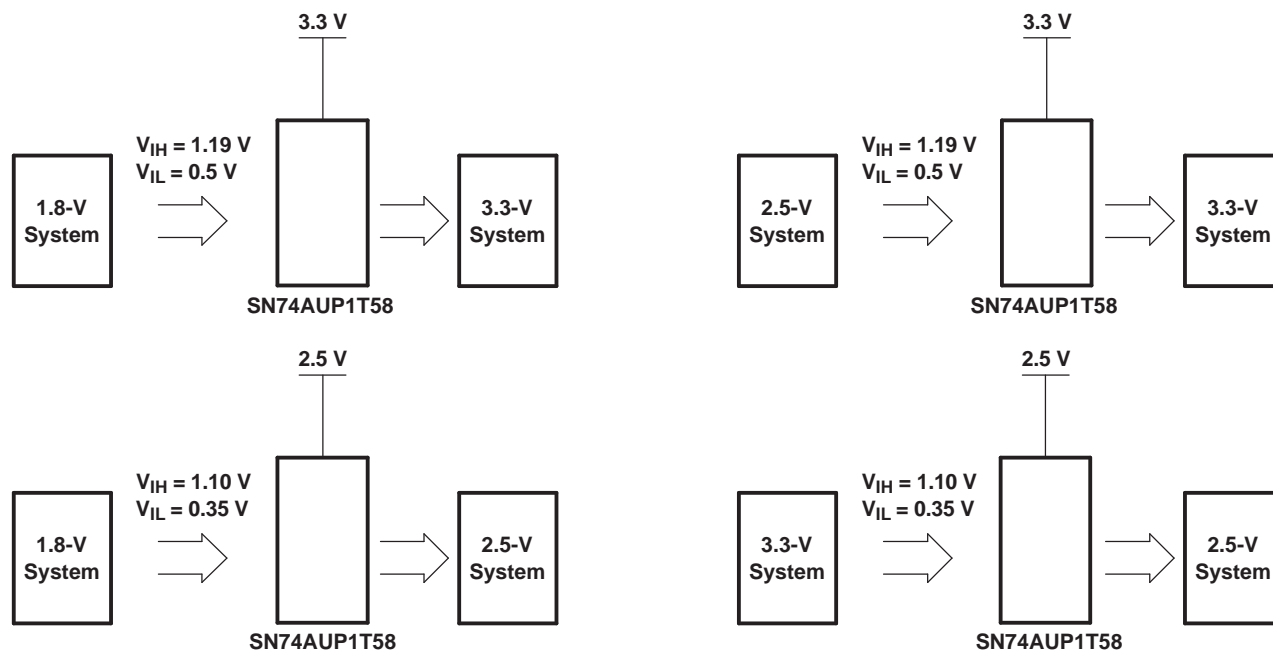 3.3 V
V_IH = 1.19 V
V_IL = 0.5 V
1.8-V
System
3.3-V
System
SN74AUP1T58
3.3 V
V_IH = 1.19 V
V_IL = 0.5 V
2.5-V
System
3.3-V
System
SN74AUP1T58
2.5 V
V_IH = 1.10 V
V_IL = 0.35 V
1.8-V
System
2.5-V
System
SN74AUP1T58
2.5 V
V_IH = 1.10 V
V_IL = 0.35 V
3.3-V
System
2.5-V
System
SN74AUP1T58